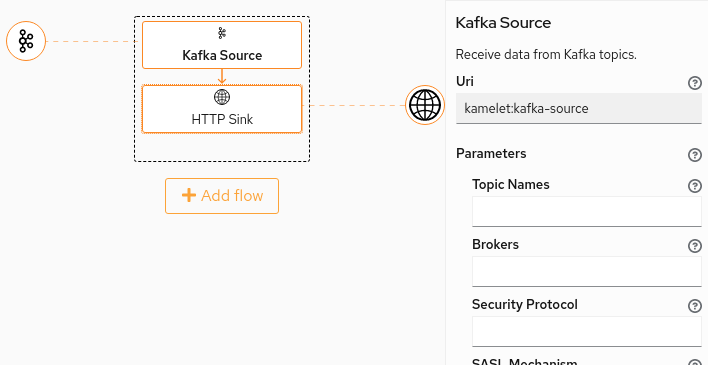 Kafka Source
HTTP Sink
Add flow
Kafka Source
Receive data from Kafka topics.
Uri
kamelet:kafka-source
Parameters
Topic Names
Brokers
Security Protocol
SASL Mechanism